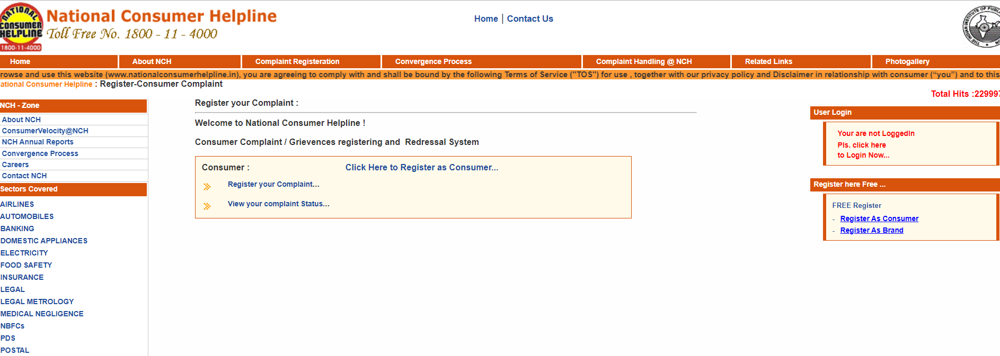 NATIONAL
CONSUMER
HELPLINE
1800-11-4000
National Consumer Helpline
Toll Free No. 1800 - 11 - 4000
Home | Contact Us
THE INDIAN INSTITUTE OF PUBL
Home
About NCH
Complaint Registeration
Convergence Process
Complaint Handling @ NCH
Related Links
Photogallery
rowse and use this website (www.nationalconsumerhelpline.in), you are agreeing to comply with and shall be bound by the following Terms of Service ("TOS") for use , together with our privacy policy and Disclaimer in relationship with consumer (“you”) and to this
ational Consumer Helpline : Register-Consumer Complaint
Total Hits :229997
NCH - Zone
About NCH
ConsumerVelocity@NCH
NCH Annual Reports
Convergence Process
Careers
Contact NCH
Sectors Covered
AIRLINES
AUTOMOBILES
BANKING
DOMESTIC APPLIANCES
ELECTRICITY
FOOD SAFETY
INSURANCE
LEGAL
LEGAL METROLOGY
MEDICAL NEGLIGENCE
NBFCs
PDS
POSTAL
Register your Complaint :
Welcome to National Consumer Helpline !
Consumer Complaint / Grievences registering and Redressal System
Consumer :
Click Here to Register as Consumer...
Register your Complaint...
View your complaint Status...
User Login
Your are not LoggedIn
Pls. click here
to Login Now...
Register here Free ...
FREE Register
- Register As Consumer
- Register As Brand